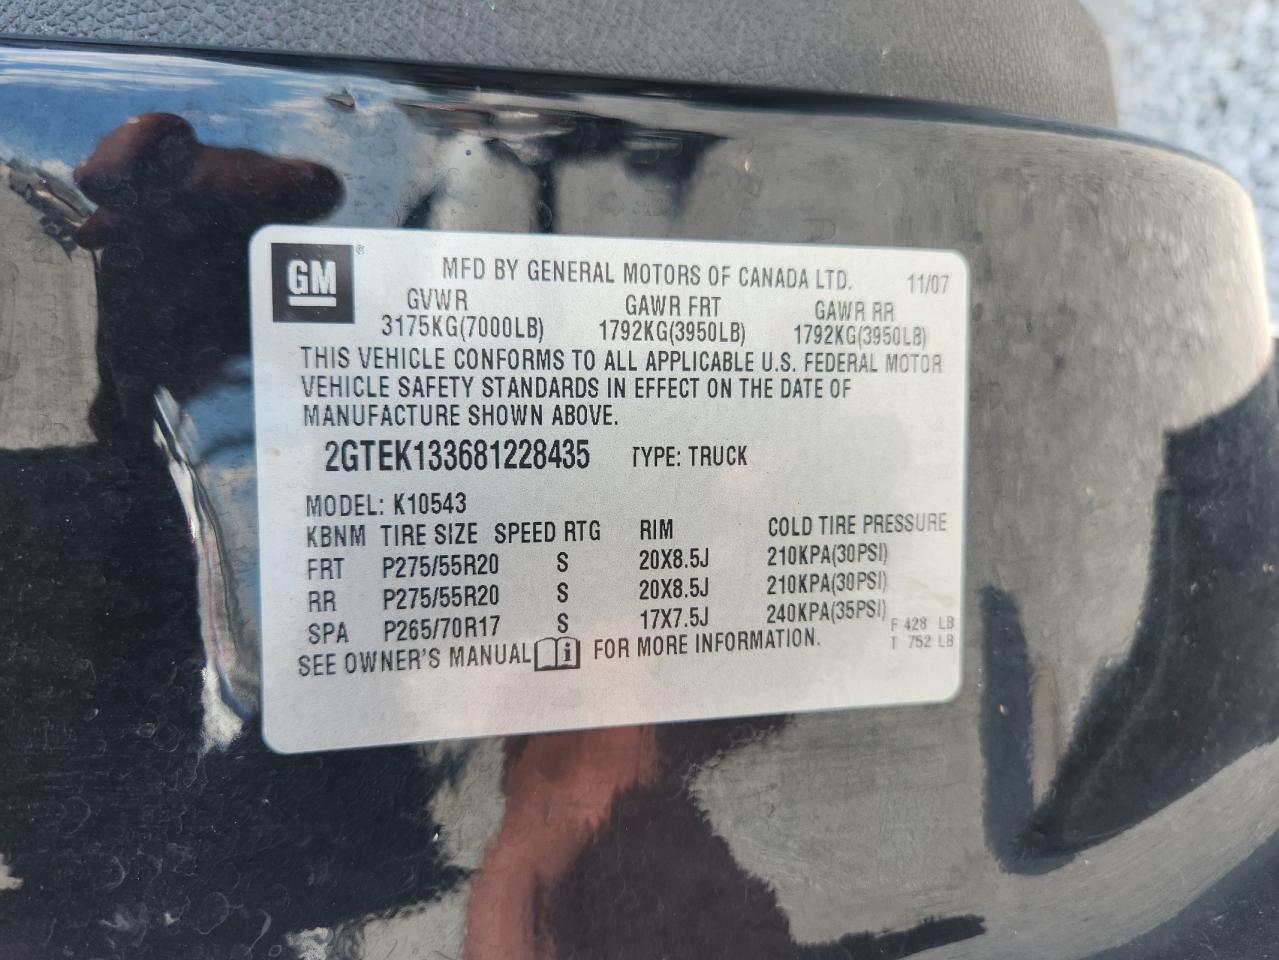 GM ® MFD BY GENERAL MOTORS OF CANADA LTD. 11/07
GVWR GAWR FRT GAWR RR
3175KG(7000LB) 1792KG(3950LB) 1792KG(3950LB)
THIS VEHICLE CONFORMS TO ALL APPLICABLE U.S. FEDERAL MOTOR
VEHICLE SAFETY STANDARDS IN EFFECT ON THE DATE OF
MANUFACTURE SHOWN ABOVE.
2GTEK133681228435 TYPE: TRUCK
MODEL: K10543
KBNM TIRE SIZE SPEED RTG RIM COLD TIRE PRESSURE
FRT P275/55R20 S 20X8.5J 210KPA(30PSI)
RR P275/55R20 S 20X8.5J 210KPA(30PSI)
SPA P265/70R17 S 17X7.5J 240KPA(35PSI) F 428 LB
SEE OWNER'S MANUAL i FOR MORE INFORMATION. T 752 LB